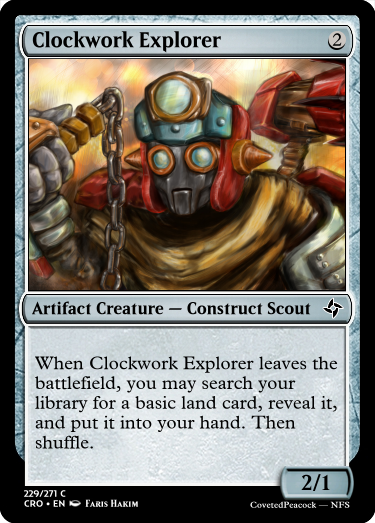 Clockwork Explorer 2
Artifact Creature — Construct Scout
When Clockwork Explorer leaves the
battlefield, you may search your
library for a basic land card, reveal it,
and put it into your hand. Then
shuffle.
2/1
229/271 C
CRO • EN Faris Hakim
CovetedPeacock — NFS